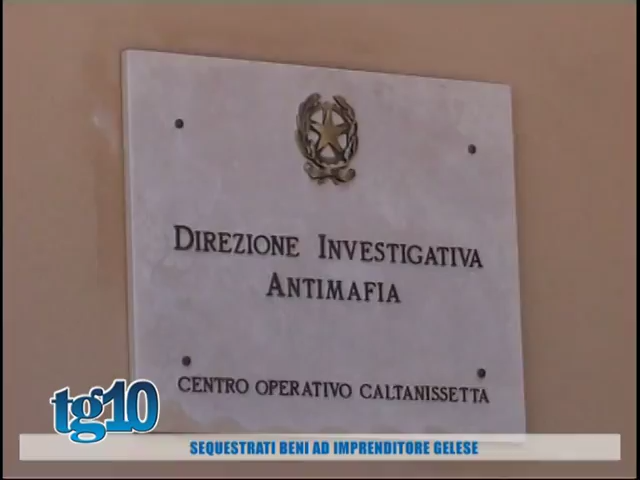 DIREZIONE INVESTIGATIVA
ANTIMAFIA
CENTRO OPERATIVO CALTANISSETTA
tg10
SEQUESTRATI BENI AD IMPRENDITORE GELESE